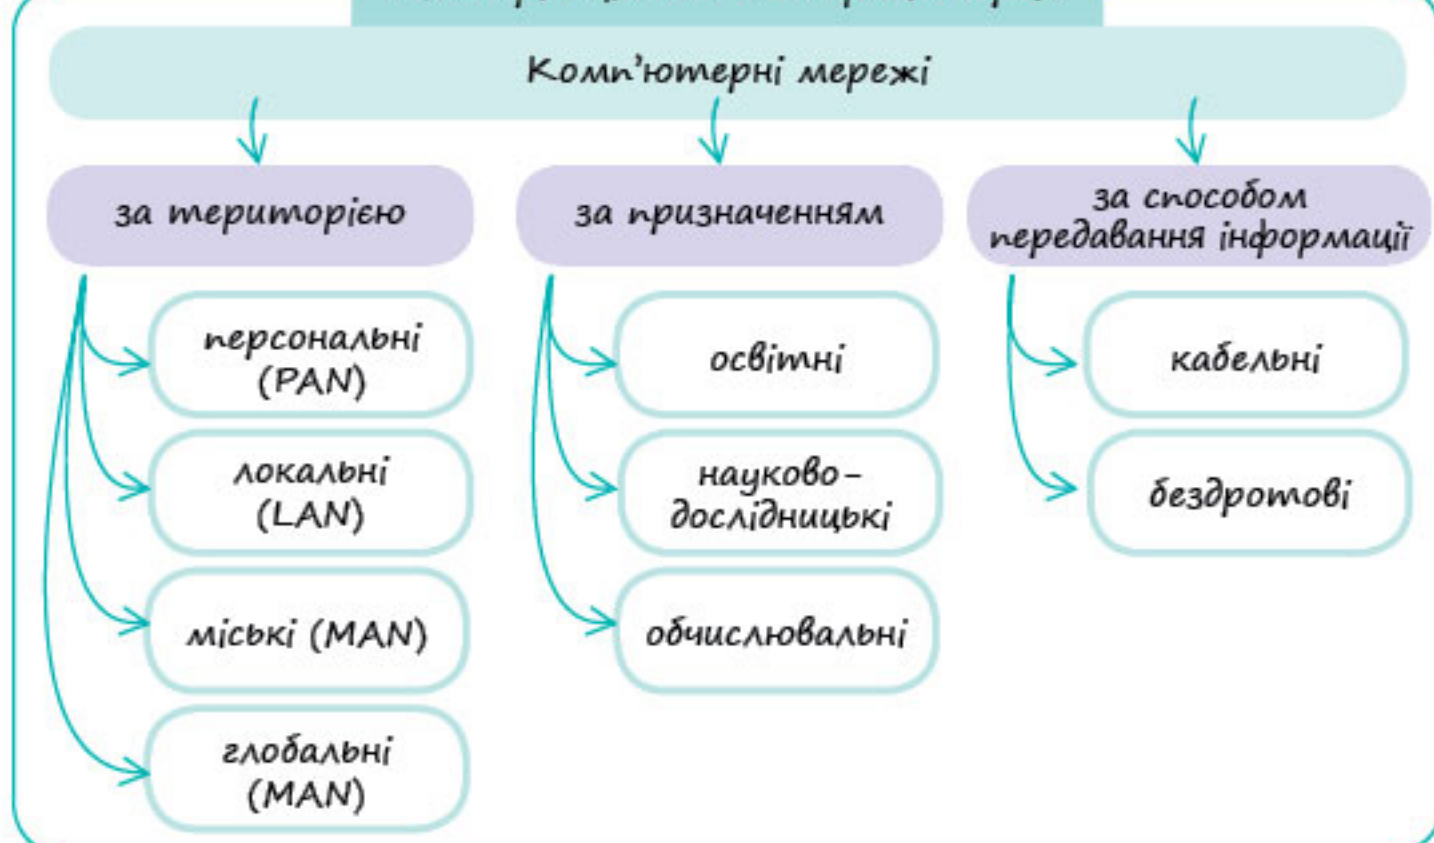 Комп'ютерні мережі
за територією
за призначенням
за способом
передавання інформації
персональні
(PAN)
локальні
(LAN)
міські (MAN)
глобальні
(MAN)
освітні
науково-
дослідницькі
обчислювальні
кабельні
бездротові